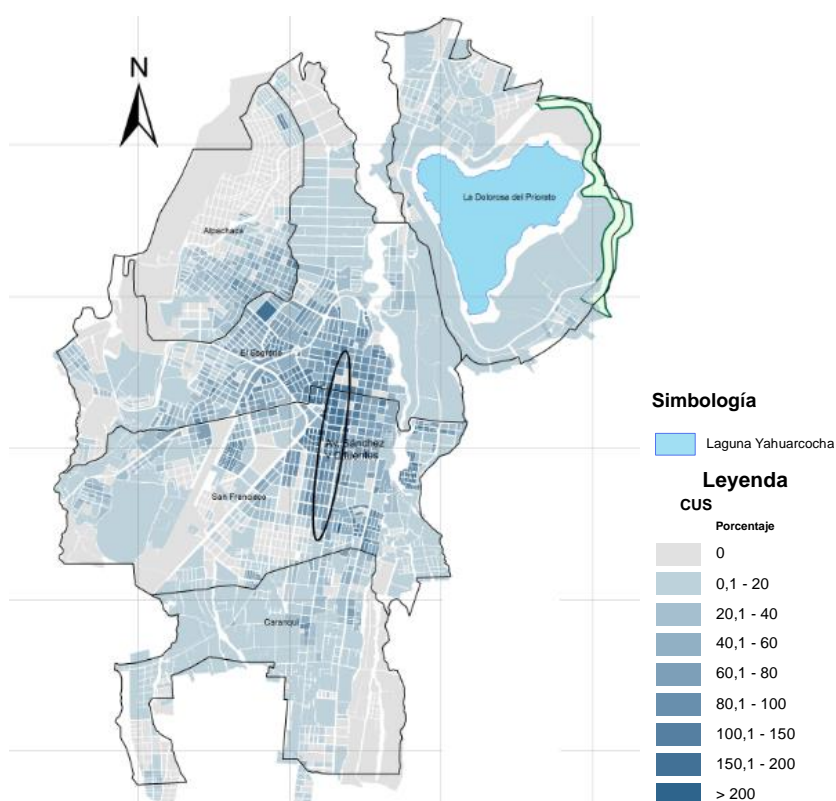 N
La Dolorosa del Priorato
Alpachaca
El Sagrario
Av. Sánchez
y Cifuentes
San Francisco
Caranqui
Simbología
Laguna Yahuarcocha
Leyenda
CUS
Porcentaje
0
0,1 - 20
20,1 - 40
40,1 - 60
60,1 - 80
80,1 - 100
100,1 - 150
150,1 - 200
> 200